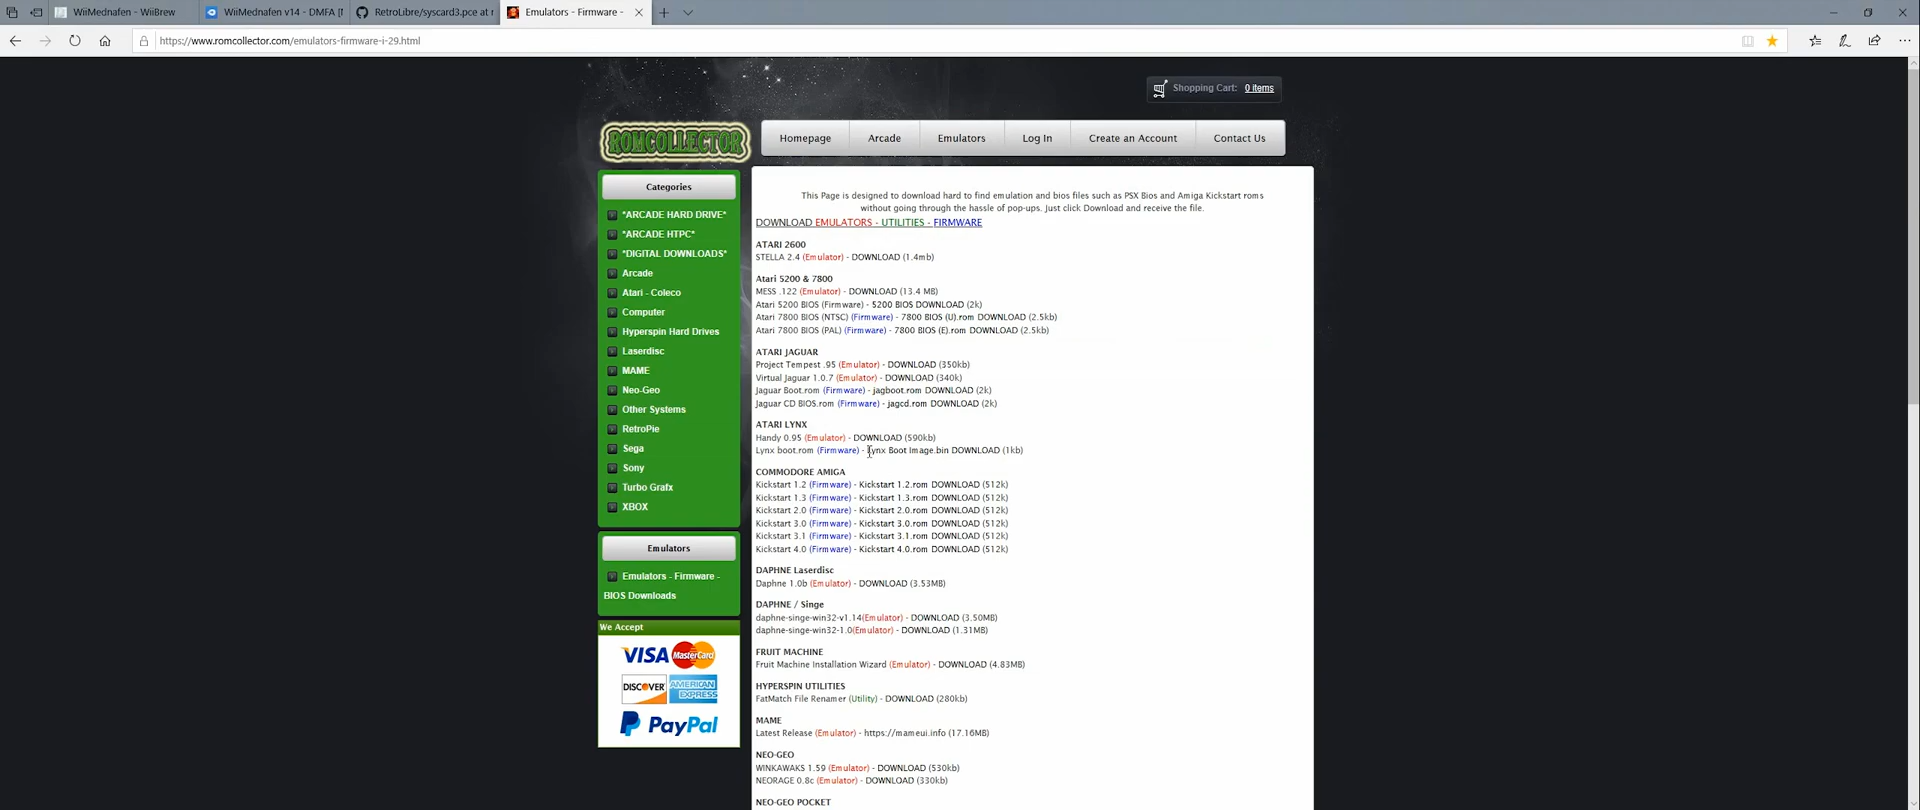 WiiMednafen - WiiBrew
WiiMednafen v14 - DMFA [
RetroLibre/syscard3.pce at r
Emulators - Firmware -
https://www.romcollector.com/emulators-firmware-i-29.html
Shopping Cart: 0 items
ROMCOLLECTOR
Homepage
Arcade
Emulators
Log In
Create an Account
Contact Us
Categories
*ARCADE HARD DRIVE*
*ARCADE HTPC*
*DIGITAL DOWNLOADS*
Arcade
Atari - Coleco
Computer
Hyperspin Hard Drives
Laserdisc
MAME
Neo-Geo
Other Systems
RetroPie
Sega
Sony
Turbo Grafx
XBOX
Emulators
Emulators - Firmware -
BIOS Downloads
We Accept
VISA MasterCard
DISCOVER AMERICAN EXPRESS
PayPal
This Page is designed to download hard to find emulation and bios files such as PSX Bios and Amiga Kickstart roms
without going through the hassle of pop-ups. Just click Download and receive the file.
DOWNLOAD EMULATORS - UTILITIES - FIRMWARE
ATARI 2600
STELLA 2.4 (Emulator) - DOWNLOAD (1.4mb)
Atari 5200 & 7800
MESS .122 (Emulator) - DOWNLOAD (13.4 MB)
Atari 5200 BIOS (Firmware) - 5200 BIOS DOWNLOAD (2k)
Atari 7800 BIOS (NTSC) (Firmware) - 7800 BIOS (U).rom DOWNLOAD (2.5kb)
Atari 7800 BIOS (PAL) (Firmware) - 7800 BIOS (E).rom DOWNLOAD (2.5kb)
ATARI JAGUAR
Project Tempest .95 (Emulator) - DOWNLOAD (350kb)
Virtual Jaguar 1.0.7 (Emulator) - DOWNLOAD (340k)
Jaguar Boot.rom (Firmware) - jagboot.rom DOWNLOAD (2k)
Jaguar CD BIOS.rom (Firmware) - jagcd.rom DOWNLOAD (2k)
ATARI LYNX
Handy 0.95 (Emulator) - DOWNLOAD (590kb)
Lynx boot.rom (Firmware) - Lynx Boot Image.bin DOWNLOAD (1kb)
COMMODORE AMIGA
Kickstart 1.2 (Firmware) - Kickstart 1.2.rom DOWNLOAD (512k)
Kickstart 1.3 (Firmware) - Kickstart 1.3.rom DOWNLOAD (512k)
Kickstart 2.0 (Firmware) - Kickstart 2.0.rom DOWNLOAD (512k)
Kickstart 3.0 (Firmware) - Kickstart 3.0.rom DOWNLOAD (512k)
Kickstart 3.1 (Firmware) - Kickstart 3.1.rom DOWNLOAD (512k)
Kickstart 4.0 (Firmware) - Kickstart 4.0.rom DOWNLOAD (512k)
DAPHNE Laserdisc
Daphne 1.0b (Emulator) - DOWNLOAD (3.53MB)
DAPHNE / Singe
daphne-singe-win32-v1.14(Emulator) - DOWNLOAD (3.50MB)
daphne-singe-win32-1.0(Emulator) - DOWNLOAD (1.31MB)
FRUIT MACHINE
Fruit Machine Installation Wizard (Emulator) - DOWNLOAD (4.83MB)
HYPERSPIN UTILITIES
FatMatch File Renamer (Utility) - DOWNLOAD (280kb)
MAME
Latest Release (Emulator) - https://mameui.info (17.16MB)
NEO-GEO
WINKAWAKS 1.59 (Emulator) - DOWNLOAD (530kb)
NEORAGE 0.8c (Emulator) - DOWNLOAD (330kb)
NEO-GEO POCKET